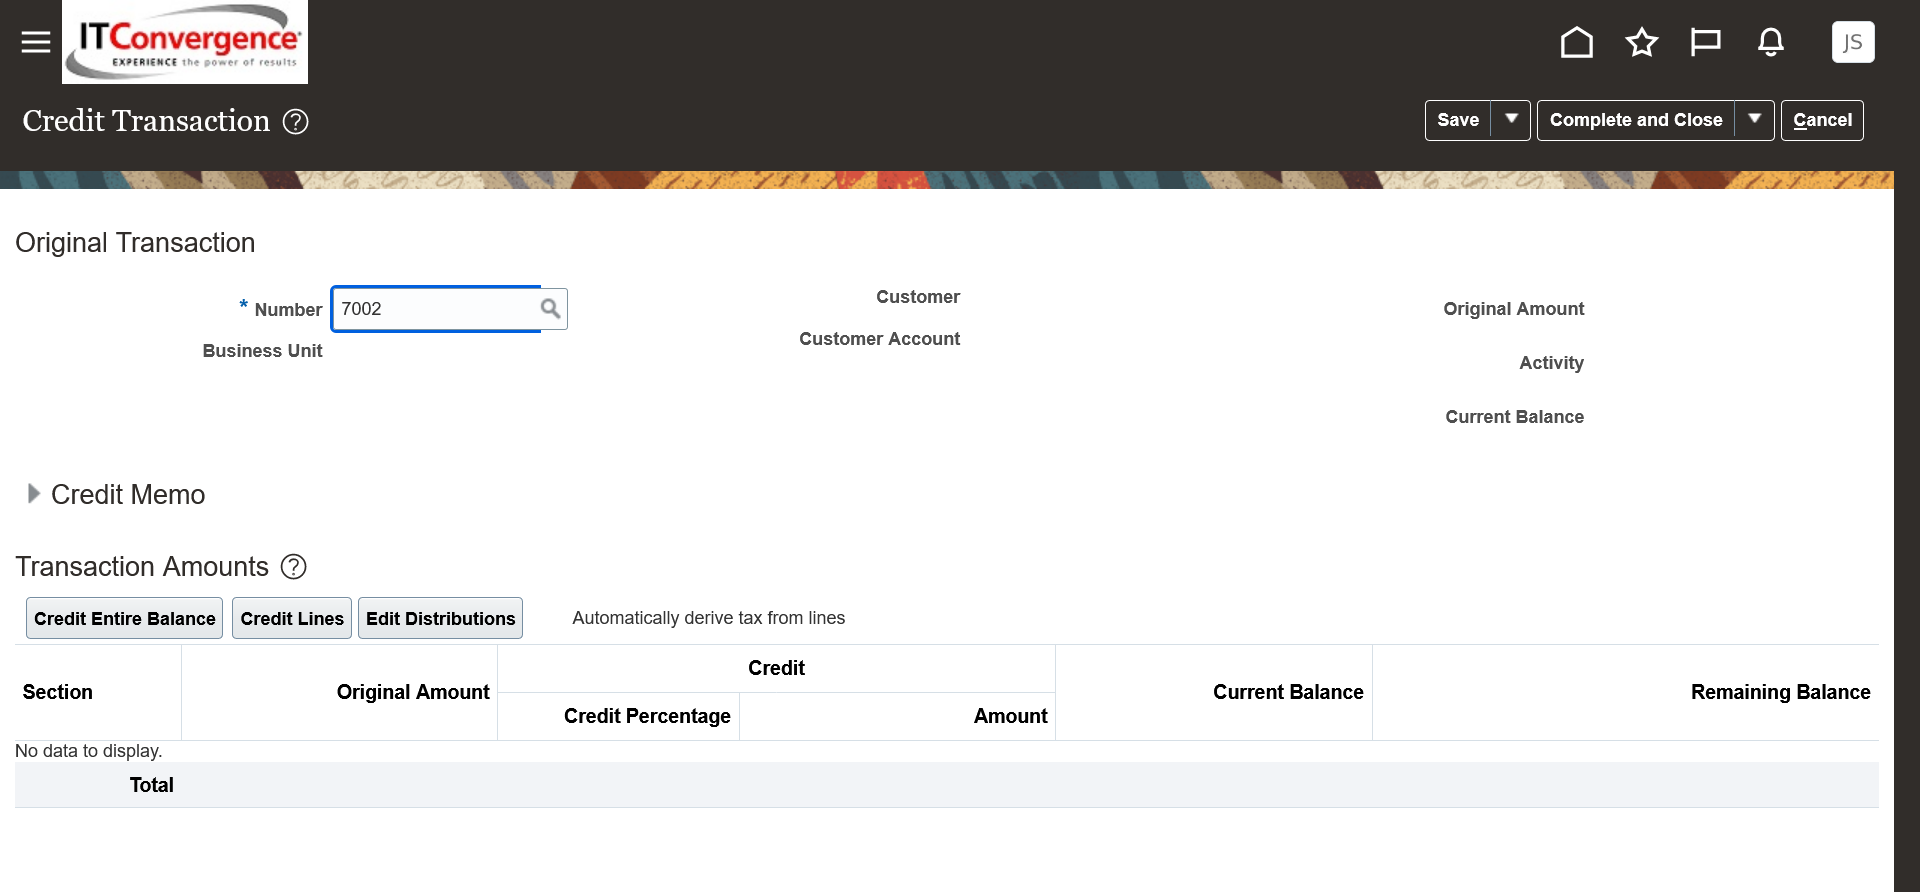 ITConvergence
EXPERIENCE the power of results
JS
Credit Transaction ?
Save
Complete and Close
Cancel
Original Transaction
* Number 7002
Business Unit
Customer
Customer Account
Original Amount
Activity
Current Balance
Credit Memo
Transaction Amounts ?
Credit Entire Balance
Credit Lines
Edit Distributions
Automatically derive tax from lines
Section
Original Amount
Credit
Credit Percentage
Amount
Current Balance
Remaining Balance
No data to display.
Total